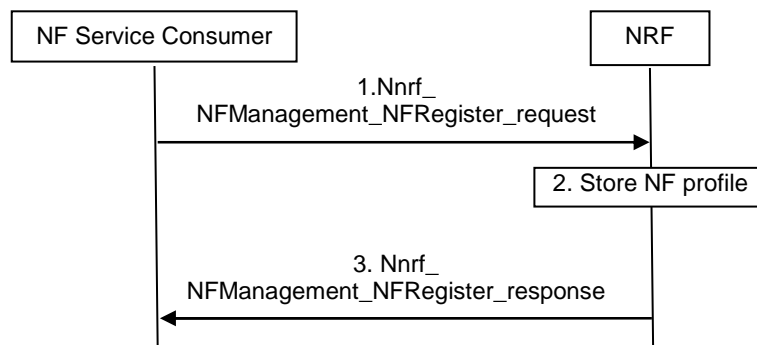 NF Service Consumer
NRF
1.Nnrf_
NFManagement_NFRegister_request
2. Store NF profile
3. Nnrf_
NFManagement_NFRegister_response